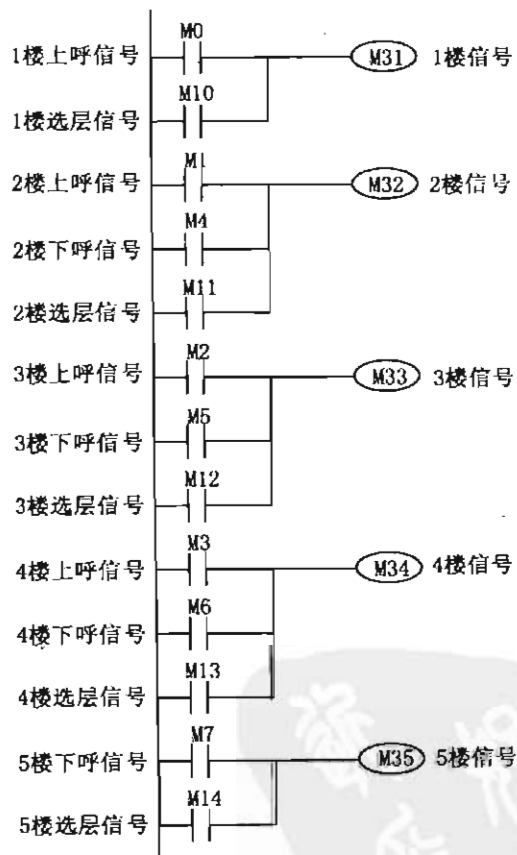 M0
1楼上呼信号 M31 1楼信号
M10
1楼选层信号
M1
2楼上呼信号 M32 2楼信号
M4
2楼下呼信号
M11
2楼选层信号
M2
3楼上呼信号 M33 3楼信号
M5
3楼下呼信号
M12
3楼选层信号
M3
4楼上呼信号 M34 4楼信号
M6
4楼下呼信号
M13
4楼选层信号
M7
5楼下呼信号 M35 5楼信号
M14
5楼选层信号